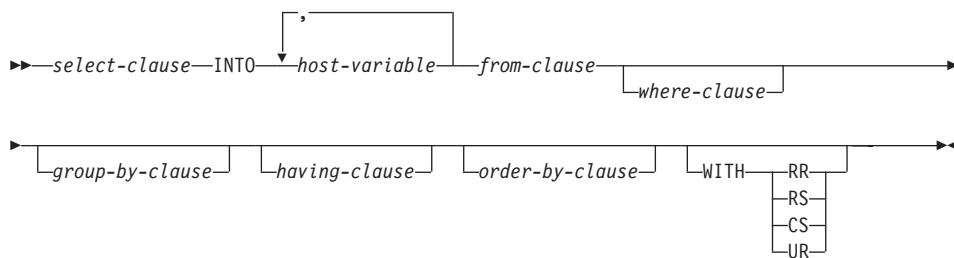 ,
select-clause INTO host-variable from-clause
where-clause
group-by-clause having-clause order-by-clause WITH RR
RS
CS
UR